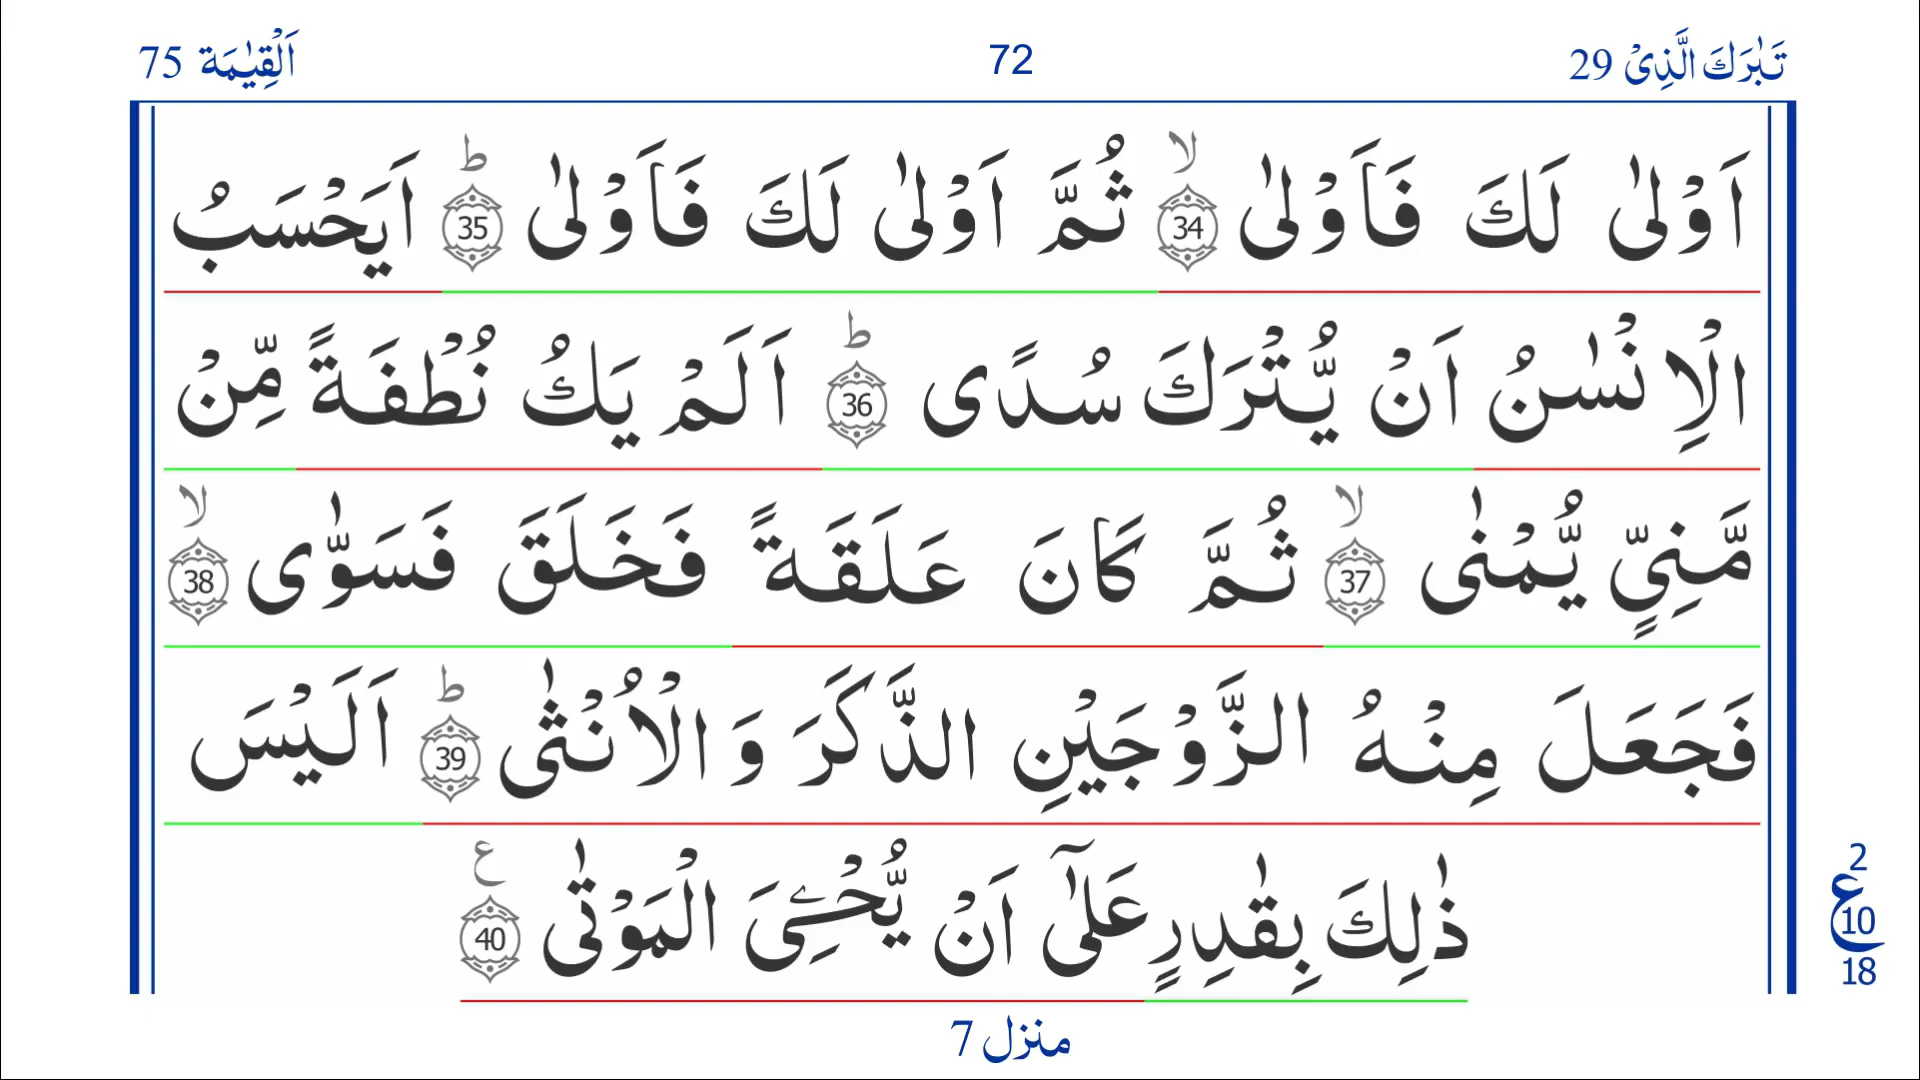 تَبٰرَكَ الَّذِیْ 29 72 اَلْقِیٰمَة 75
اَوْلٰی لَكَ فَاَوْلٰی ۙ‏34 ثُمَّ اَوْلٰی لَكَ فَاَوْلٰی ؕ‏35 اَیَحْسَبُ
الْاِنْسٰنُ اَنْ یُّتْرَكَ سُدًی ؕ‏36 اَلَمْ یَكُ نُطْفَةً مِّنْ
مَّنِیٍّ یُّمْنٰی ۙ‏37 ثُمَّ كَانَ عَلَقَةً فَخَلَقَ فَسَوّٰی ۙ‏38
فَجَعَلَ مِنْهُ الزَّوْجَیْنِ الذَّكَرَ وَ الْاُنْثٰی ؕ‏39 اَلَیْسَ
ذٰلِكَ بِقٰدِرٍ عَلٰۤی اَنْ یُّحْیِۦَ الْمَوْتٰی ع 40
2
ع 10
18
منزل 7